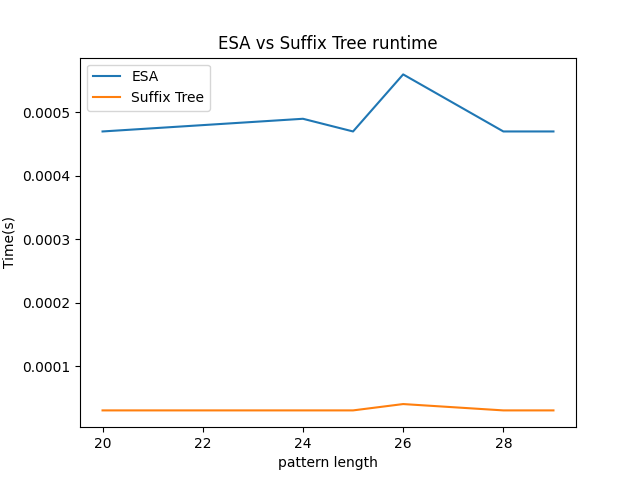 ESA vs Suffix Tree runtime
ESA
Suffix Tree
0.0005
0.0004
0.0003
0.0002
0.0001
Time(s)
20 22 24 26 28
pattern length